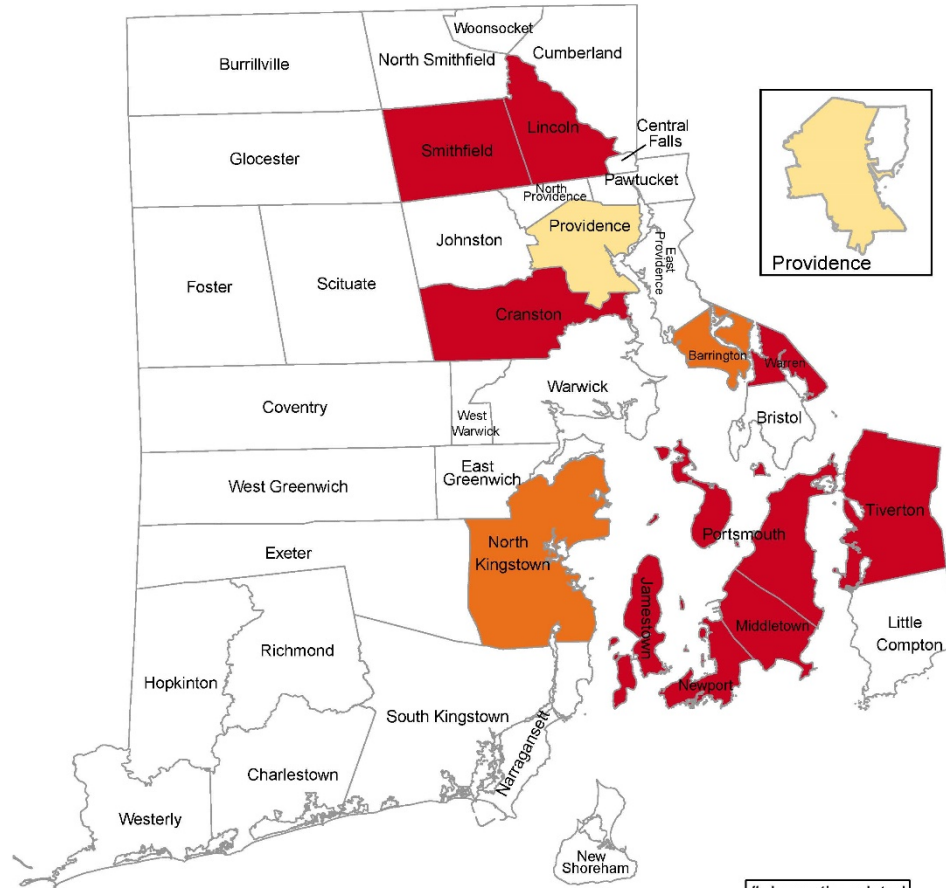 Woonsocket
Burrillville
North Smithfield
Cumberland
Lincoln
Central
Falls
Glocester
Smithfield
Pawtucket
North
Providence
Providence
Johnston
East
Providence
Providence
Foster
Scituate
Cranston
Barrington
Warren
Warwick
Coventry
West
Warwick
Bristol
East
Greenwich
West Greenwich
Tiverton
Portsmouth
Exeter
North
Kingstown
Jamestown
Middletown
Little
Compton
Richmond
Hopkinton
Newport
South Kingstown
Narragansett
Charlestown
Westerly
New
Shoreham